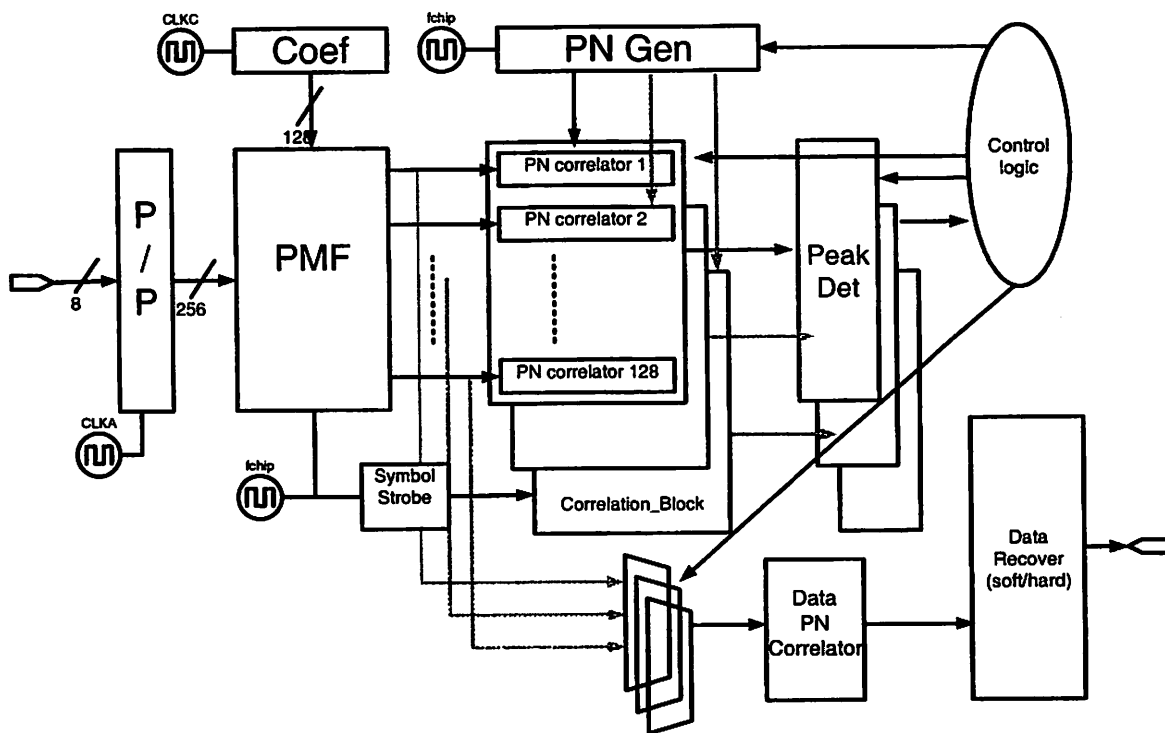 CLKC
Coef
fchip
PN Gen
128
PN correlator 1
Control
logic
P
/
P
PN correlator 2
PMF
Peak
Det
8
256
PN correlator 128
CLKA
fchip
Symbol
Strobe
Correlation_Block
Data
Recover
(soft/hard)
Data
PN
Correlator